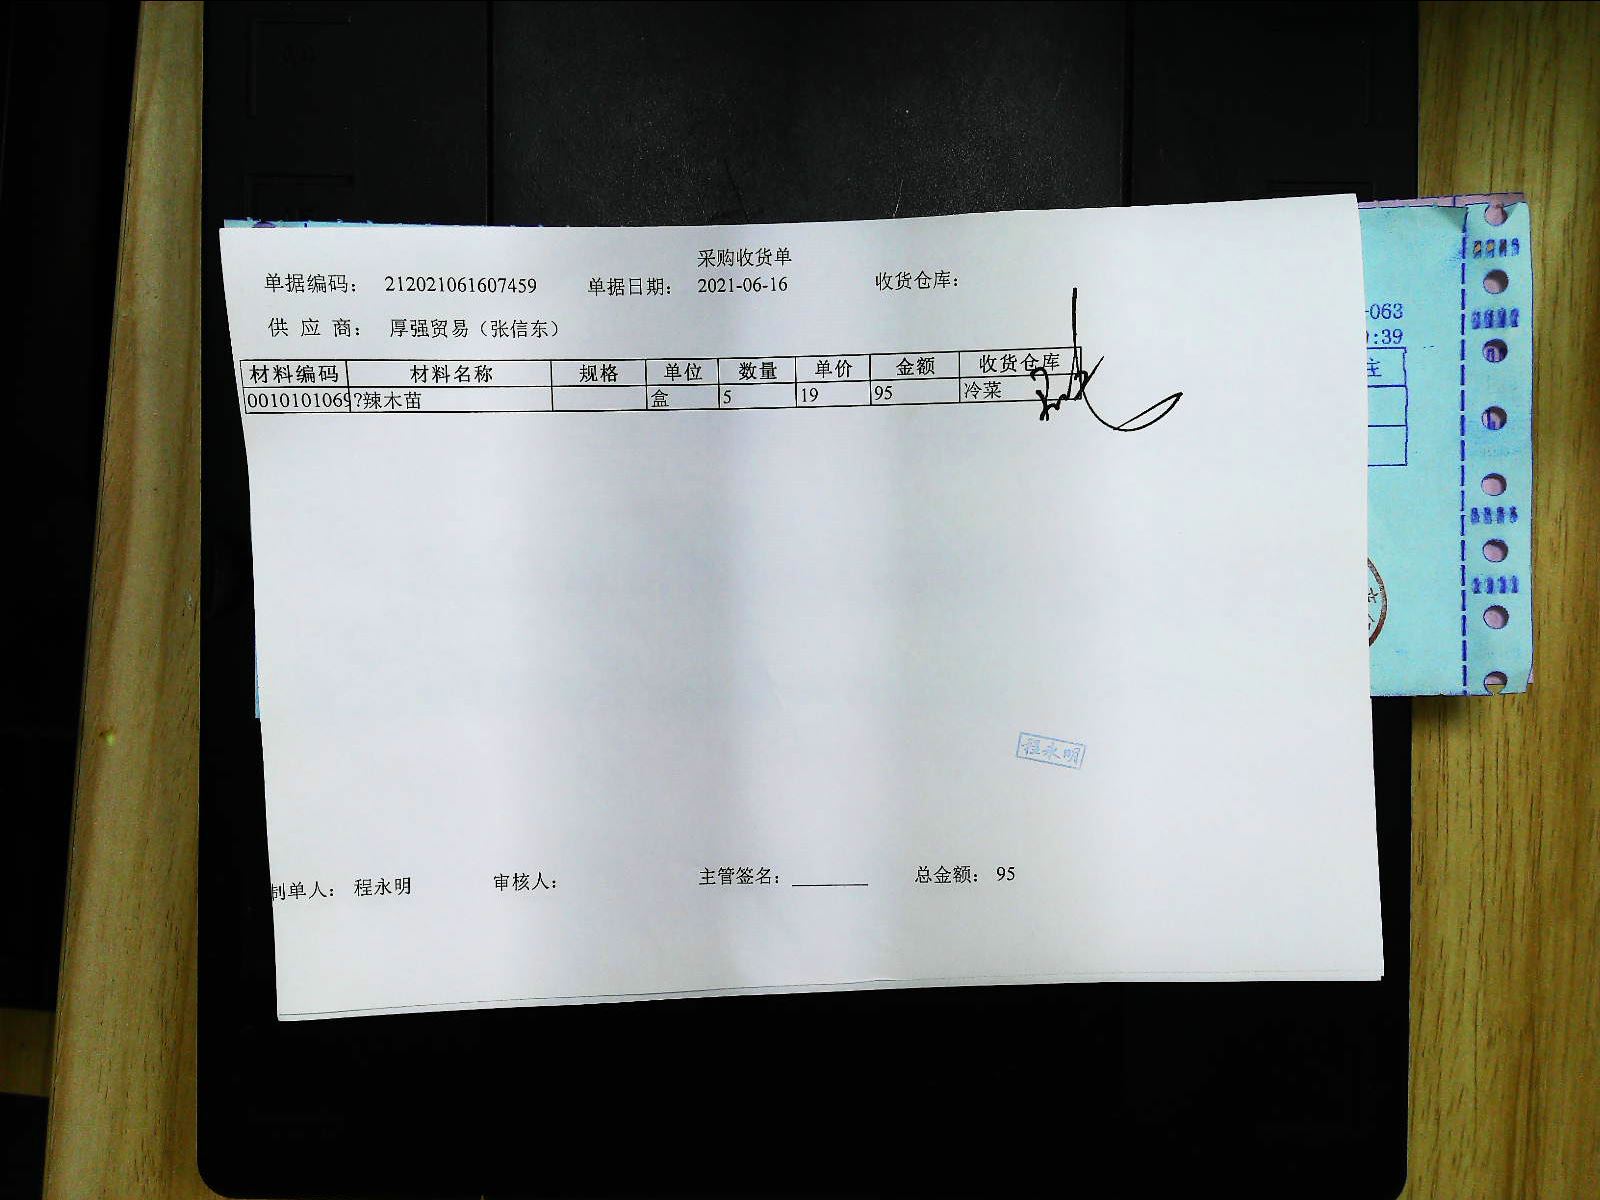 采购收货单
单据编码： 212021061607459 单据日期： 2021-06-16 收货仓库：
供 应 商： 厚强贸易（张信东）
材料编码 材料名称 规格 单位 数量 单价 金额 收货仓库
0010101069 ?辣木苗 盒 5 19 95 冷菜
程永明
制单人： 程永明 审核人： 主管签名： 总金额： 95
-063
:39